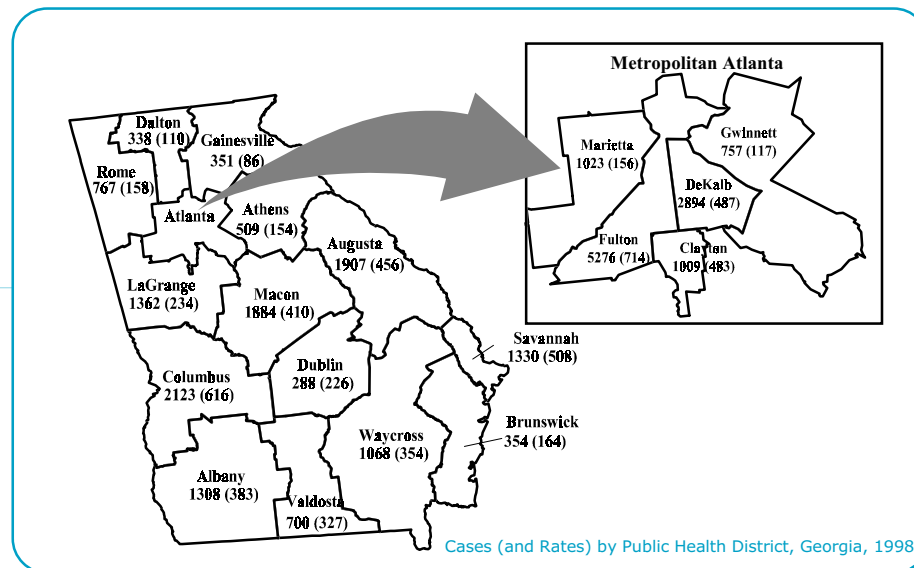 Metropolitan Atlanta
Dalton
338 (110)
Gainesville
351 (86)
Rome
767 (158)
Atlanta
Athens
509 (154)
Augusta
1907 (456)
LaGrange
1362 (234)
Macon
1884 (410)
Columbus
2123 (616)
Dublin
288 (226)
Savannah
1330 (508)
Brunswick
354 (164)
Waycross
1068 (354)
Albany
1308 (383)
Valdosta
700 (327)
Marietta
1023 (156)
Gwinnett
757 (117)
DeKalb
2894 (487)
Fulton
5276 (714)
Clayton
1009 (483)
Cases (and Rates) by Public Health District, Georgia, 1998